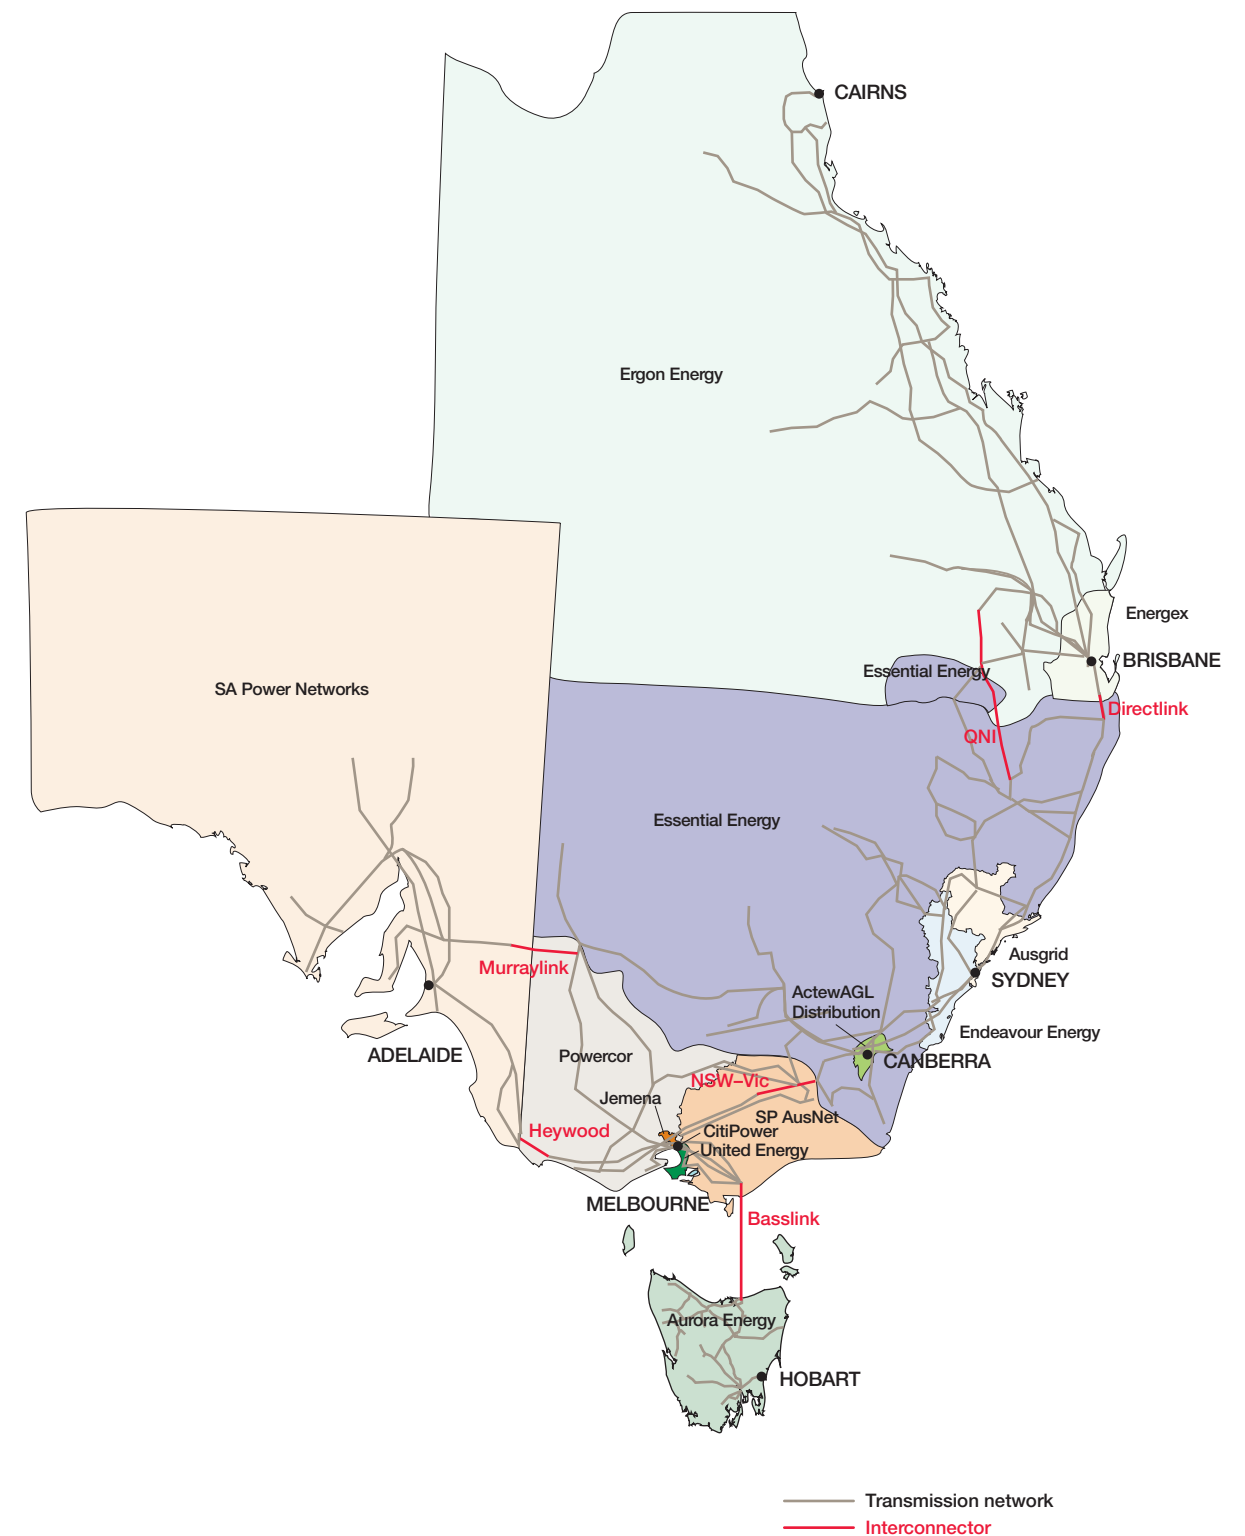 CAIRNS
Ergon Energy
Energex
BRISBANE
Essential Energy
SA Power Networks
Directlink
QNI
Essential Energy
Ausgrid
Murraylink
SYDNEY
ActewAGL
Distribution
Endeavour Energy
ADELAIDE
Powercor
CANBERRA
NSW–Vic
Jemena
SP AusNet
Heywood
CitiPower
United Energy
MELBOURNE
Basslink
Aurora Energy
HOBART
Transmission network
Interconnector